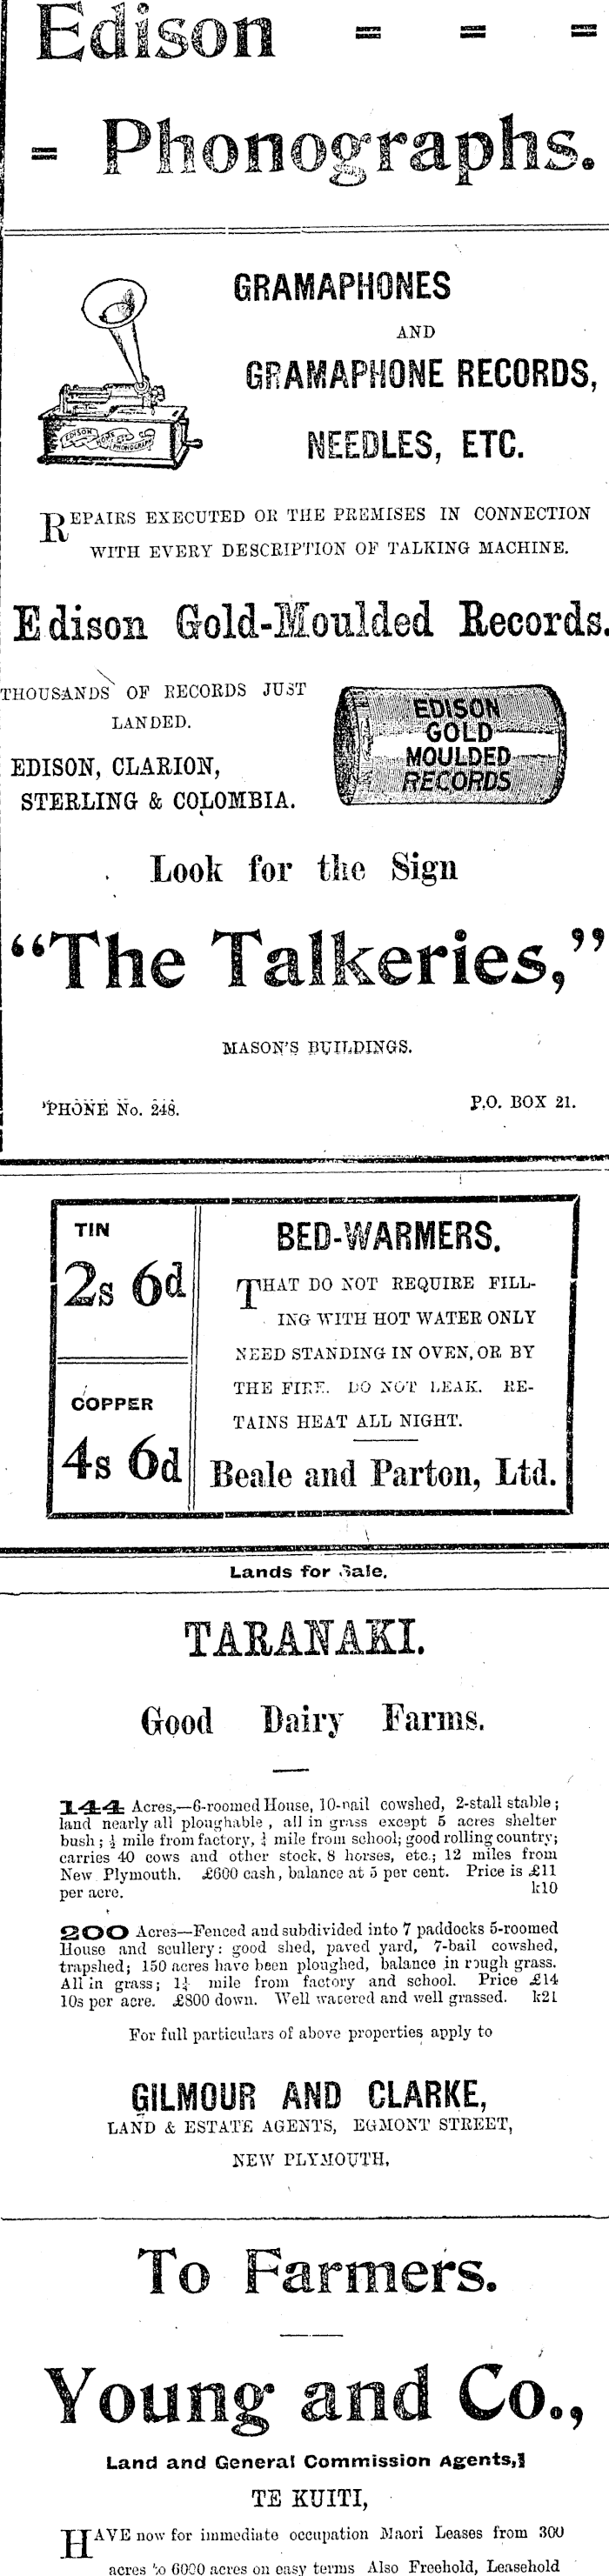 Edison = = =
= Phonographs.
GRAMAPHONES
AND
GRAMAPHONE RECORDS,
NEEDLES, ETC.
EDISON HOME PHONOGRAPH
REPAIRS EXECUTED OR THE PREMISES IN CONNECTION
WITH EVERY DESCRIPTION OF TALKING MACHINE.
Edison Gold-Moulded Records.
THOUSANDS OF RECORDS JUST
LANDED.
EDISON, CLARION,
STERLING & COLOMBIA.
EDISON
GOLD
MOULDED
RECORDS
Look for the Sign
“The Talkeries,”
MASON'S BUILDINGS.
'PHONE No. 248.
P.O. BOX 21.
TIN
2s 6d
COPPER
4s 6d
BED-WARMERS.
THAT DO NOT REQUIRE FILL-
ING WITH HOT WATER ONLY
NEED STANDING IN OVEN, OR BY
THE FIRE. DO NOT LEAK. RE-
TAINS HEAT ALL NIGHT.
Beale and Parton, Ltd.
Lands for Sale.
TARANAKI.
Good Dairy Farms.
144 Acres,—6-roomed House, 10-nail cowshed, 2-stall stable;
land nearly all ploughable, all in grass except 5 acres shelter
bush; mile from factory, mile from school; good rolling country;
carries 40 cows and other stock, 8 horses, etc.; 12 miles from
New Plymouth. £600 cash, balance at 5 per cent. Price is £11
per acre. k10
200 Acres—Fenced and subdivided into 7 paddocks 5-roomed
House and scullery: good shed, paved yard, 7-bail cowshed,
trapshed; 150 acres have been ploughed, balance in rough grass.
All in grass; 1¼ mile from factory and school. Price £14
10s per acre. £800 down. Well watered and well grassed. k21
For full particulars of above properties apply to
GILMOUR AND CLARKE,
LAND & ESTATE AGENTS, EGMONT STREET,
NEW PLYMOUTH,
To Farmers.
Young and Co.,
Land and General Commission Agents,]
TE KUITI,
HAVE now for immediate occupation Maori Leases from 300
acres to 6000 acres on easy terms Also Freehold, Leasehold